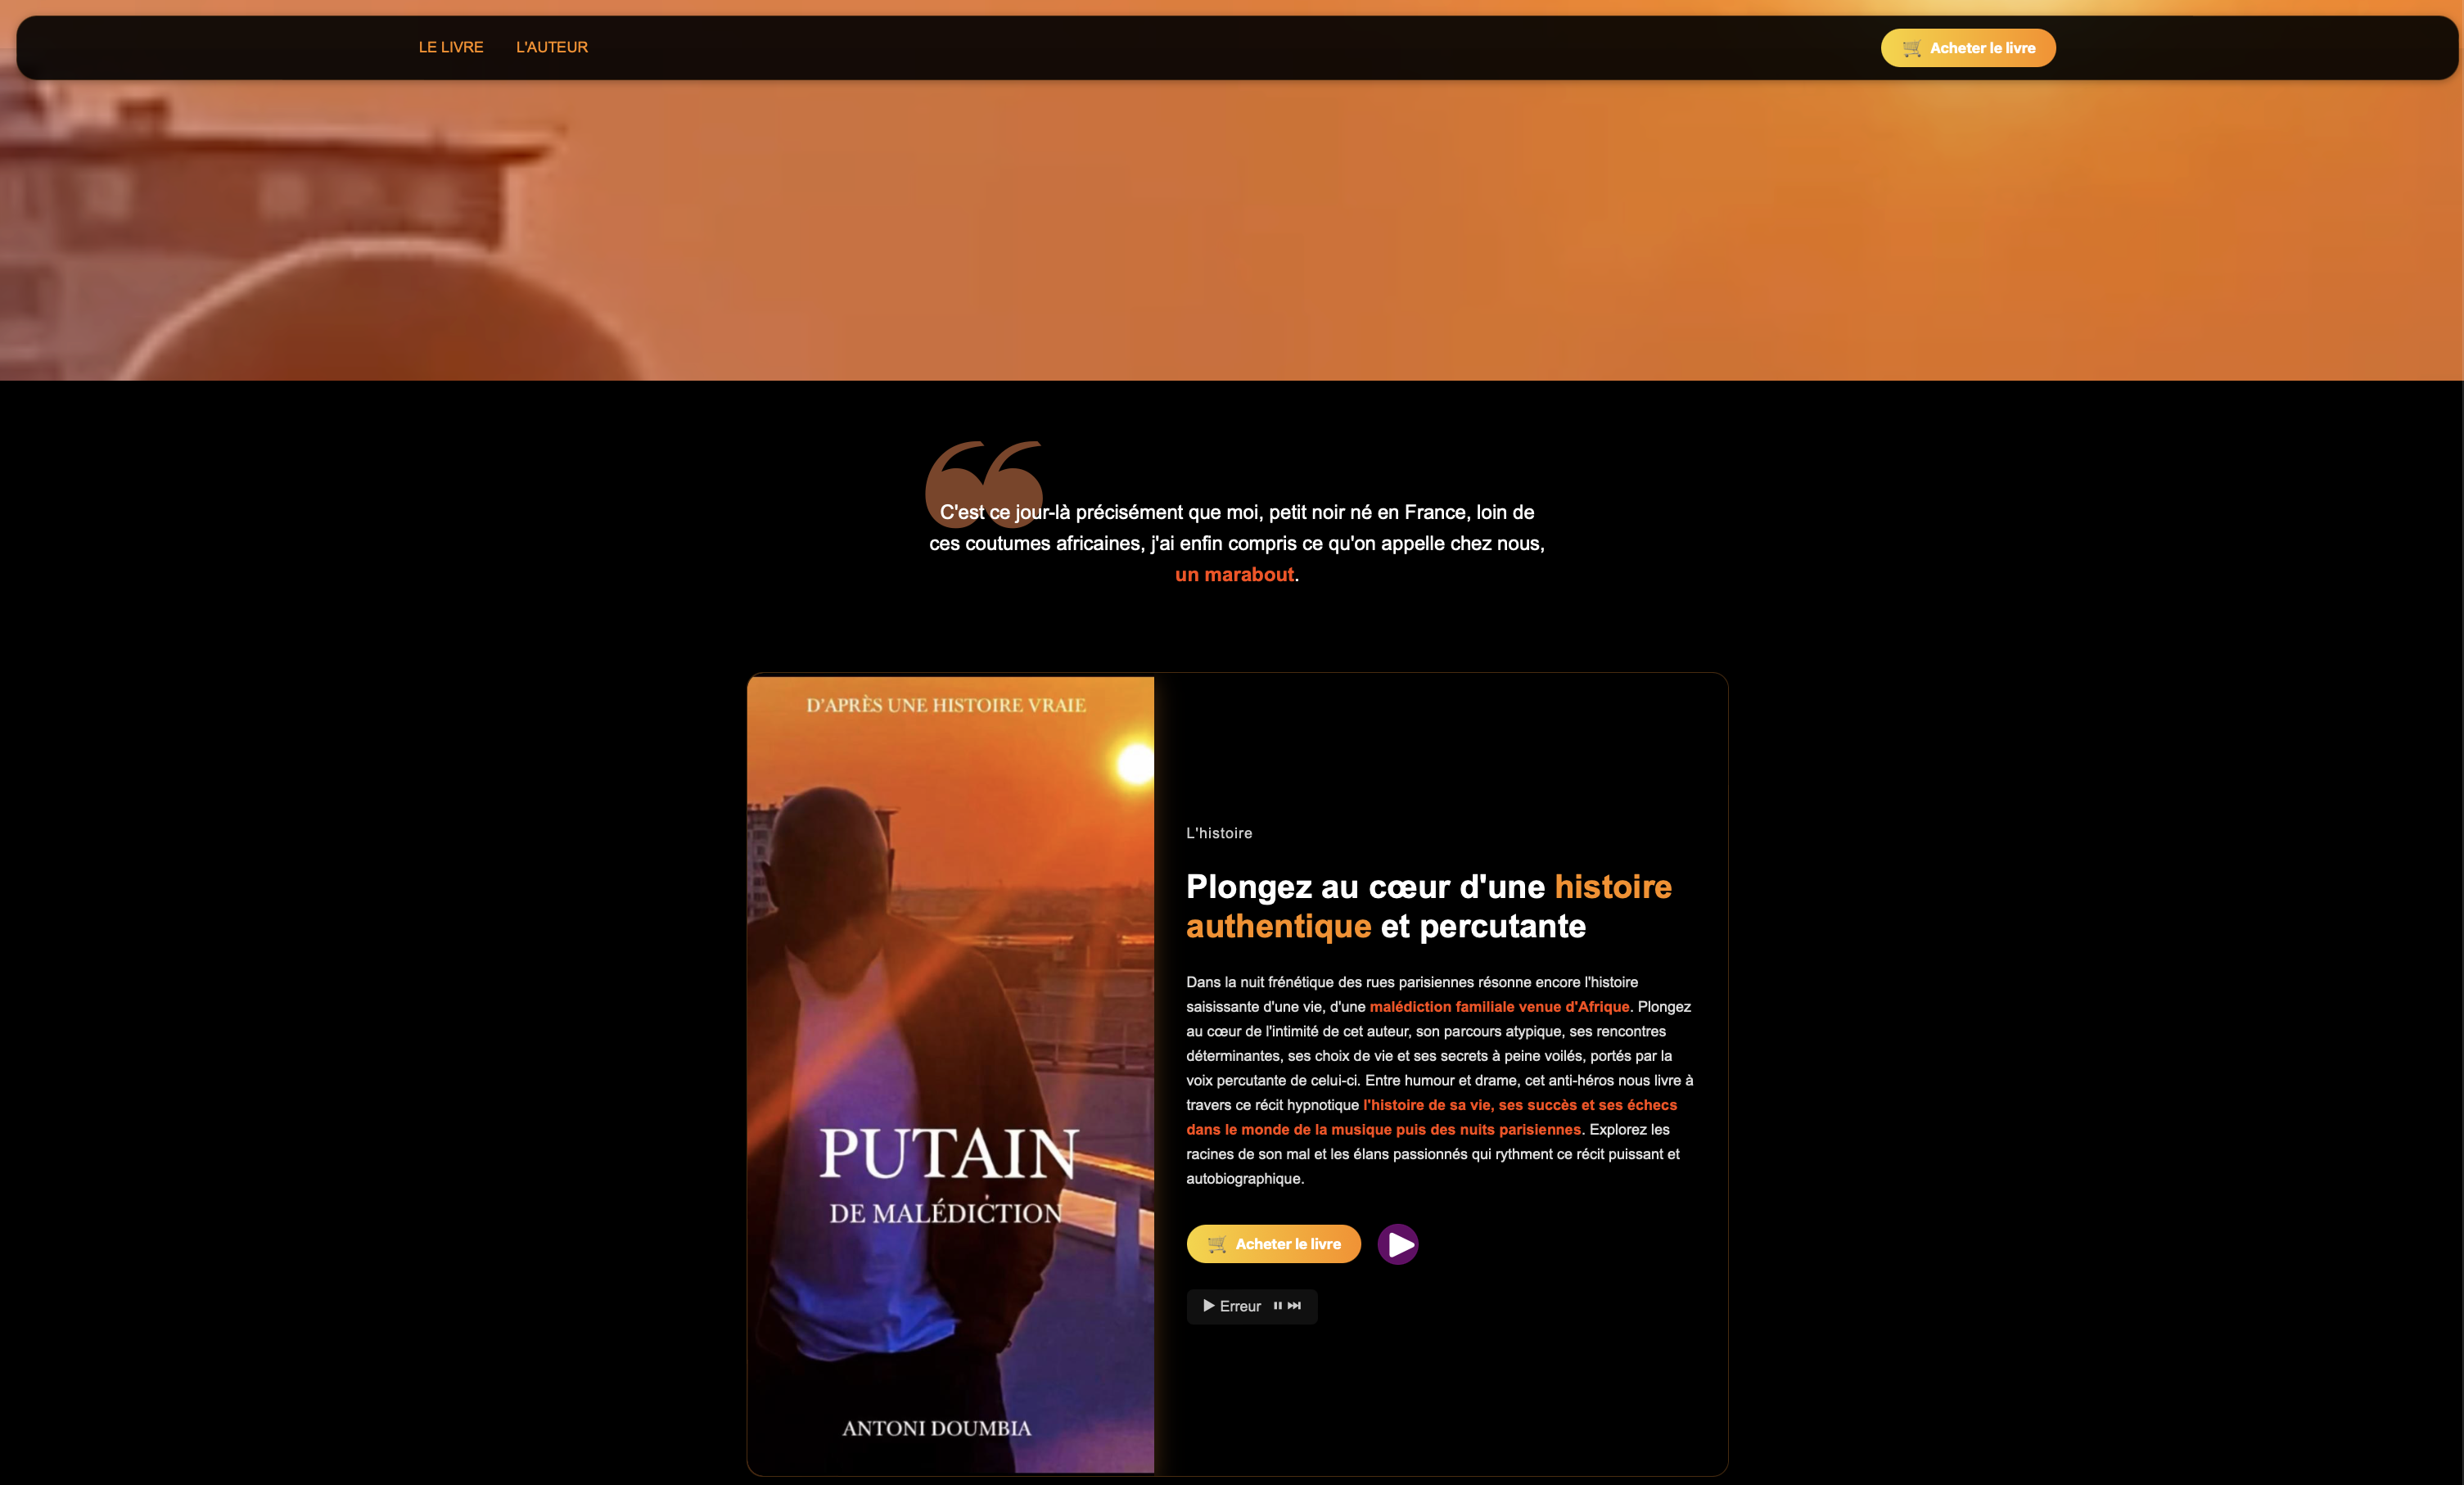 LE LIVRE L'AUTEUR Acheter le livre
C'est ce jour-là précisément que moi, petit noir né en France, loin de
ces coutumes africaines, j'ai enfin compris ce qu'on appelle chez nous,
un marabout.
D'APRÈS UNE HISTOIRE VRAIE
PUTAIN
DE MALÉDICTION
ANTONI DOUMBIA
L'histoire
Plongez au cœur d'une histoire
authentique et percutante
Dans la nuit frénétique des rues parisiennes résonne encore l'histoire
saisissante d'une vie, d'une malédiction familiale venue d'Afrique. Plongez
au cœur de l'intimité de cet auteur, son parcours atypique, ses rencontres
déterminantes, ses choix de vie et ses secrets à peine voilés, portés par la
voix percutante de celui-ci. Entre humour et drame, cet anti-héros nous livre à
travers ce récit hypnotique l'histoire de sa vie, ses succès et ses échecs
dans le monde de la musique puis des nuits parisiennes. Explorez les
racines de son mal et les élans passionnés qui rythment ce récit puissant et
autobiographique.
Acheter le livre
Erreur